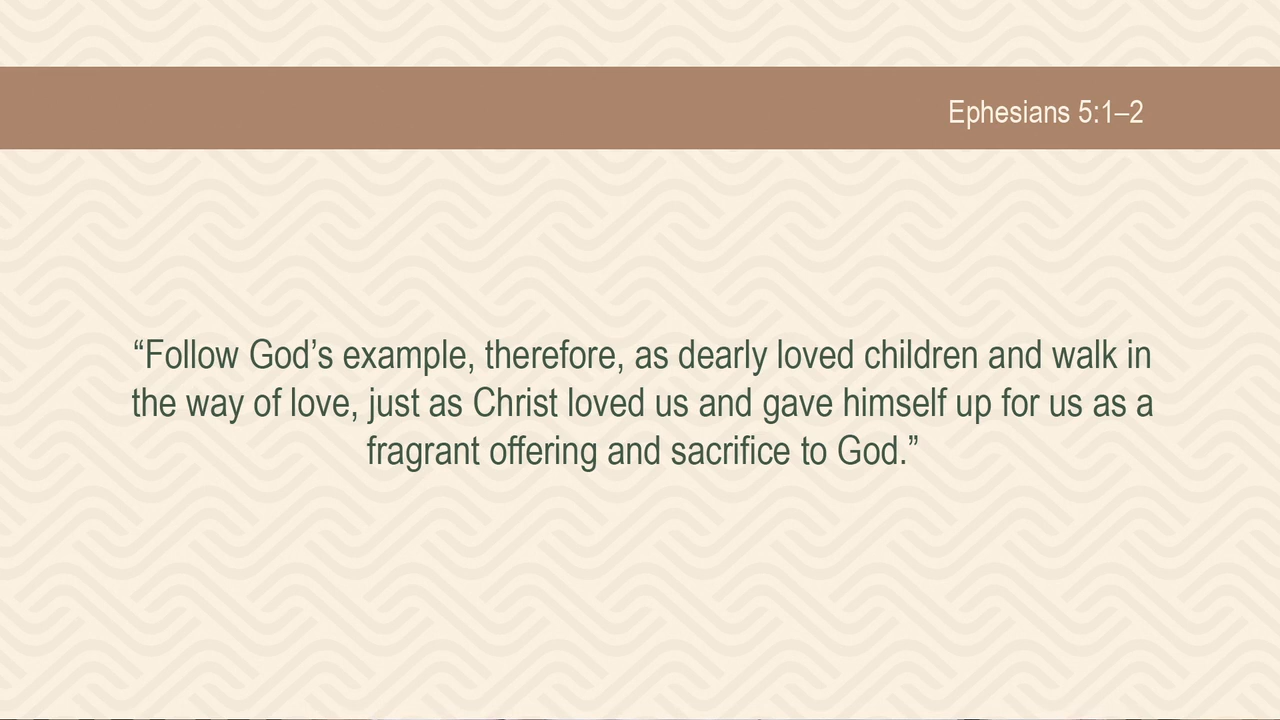 Ephesians 5:1–2
“Follow God’s example, therefore, as dearly loved children and walk in
the way of love, just as Christ loved us and gave himself up for us as a
fragrant offering and sacrifice to God.”